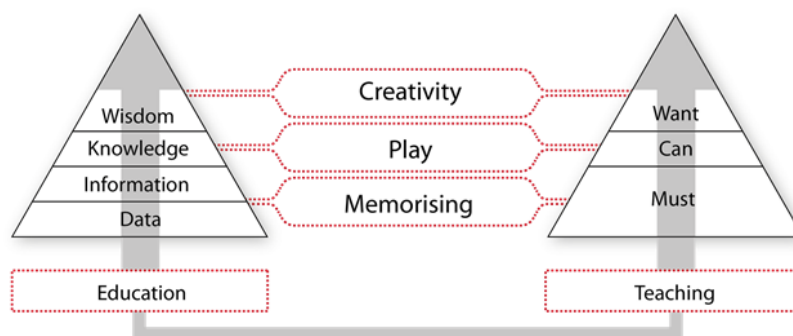 Creativity
Wisdom
Want
Knowledge
Play
Can
Information
Memorising
Must
Data
Education
Teaching